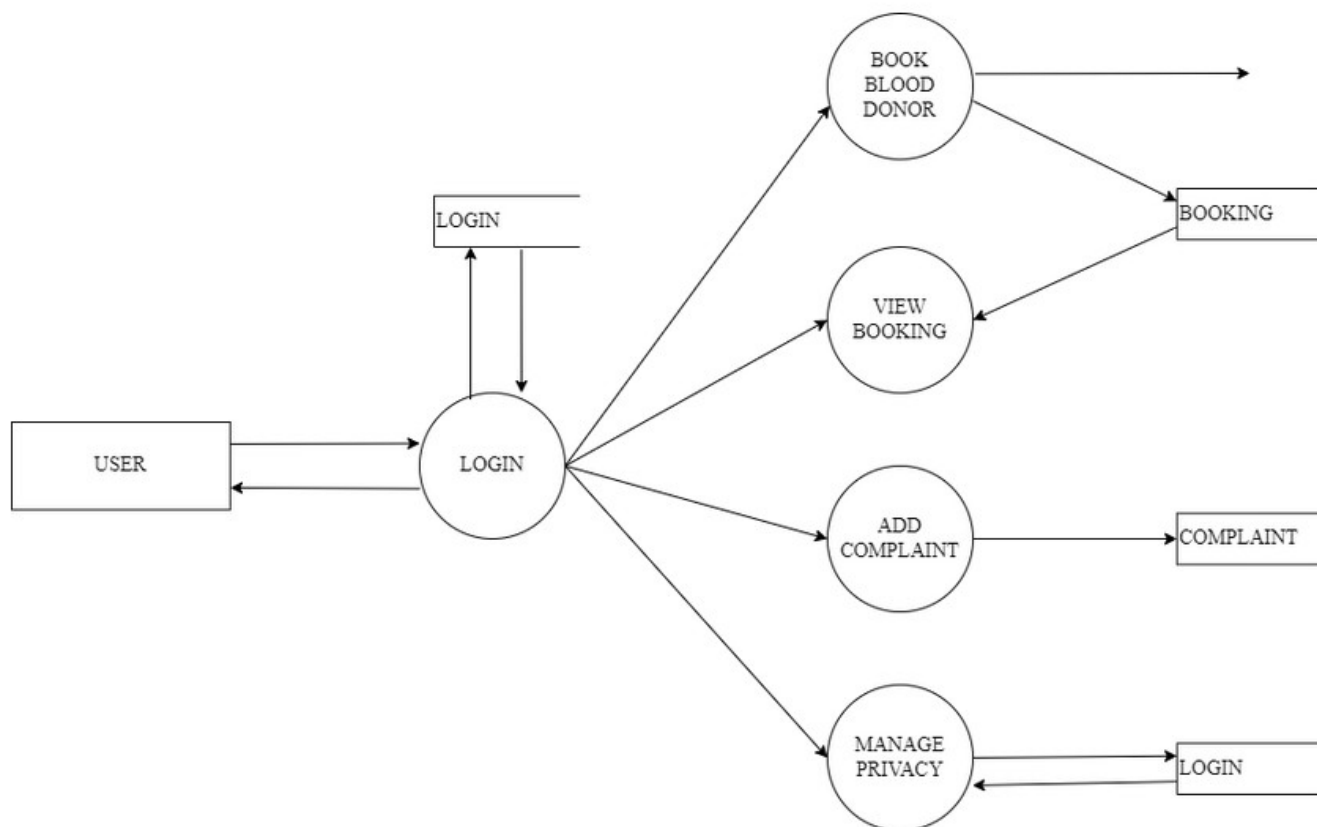 BOOK
BLOOD
DONOR
LOGIN
BOOKING
VIEW
BOOKING
USER
LOGIN
ADD
COMPLAINT
COMPLAINT
MANAGE
PRIVACY
LOGIN